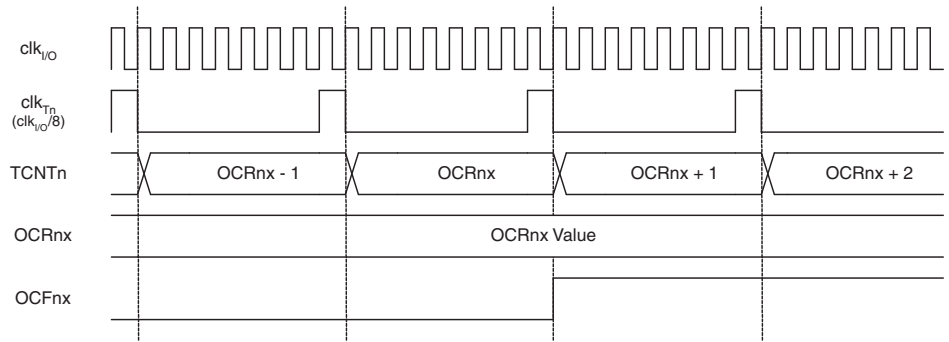 clkI/O
clkTn
(clkI/O/8)
TCNTn OCRnx - 1 OCRnx OCRnx + 1 OCRnx + 2
OCRnx OCRnx Value
OCFnx